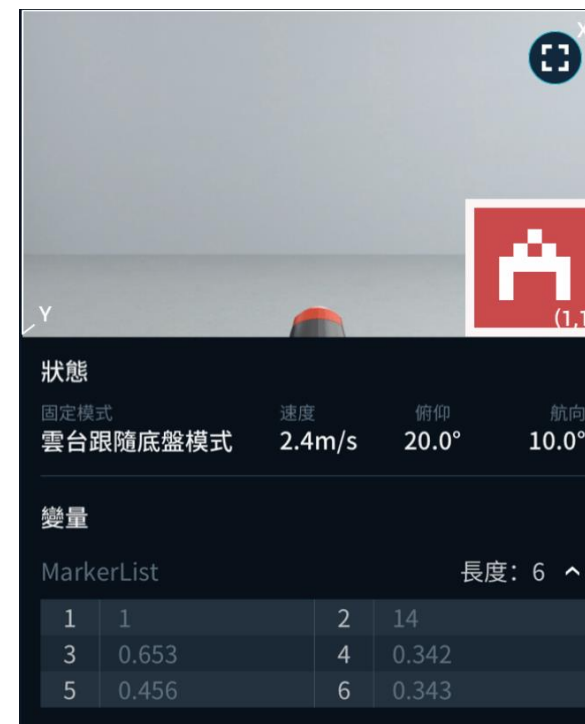 X
Y
(1,1
狀態
固定模式 速度 俯仰 航向
雲台跟隨底盤模式 2.4m/s 20.0° 10.0°
變量
MarkerList 長度：6
1 1 2 14
3 0.653 4 0.342
5 0.456 6 0.343